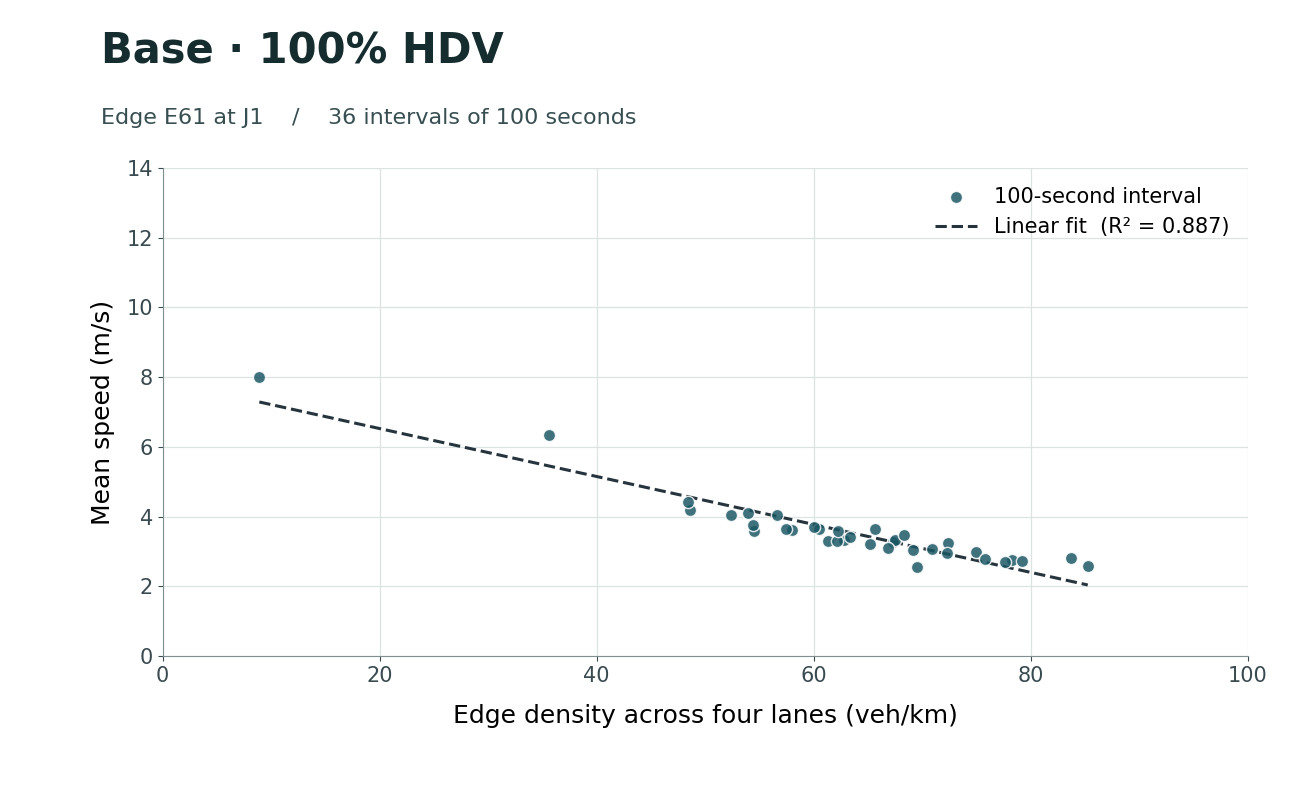 Base · 100% HDV
Edge E61 at J1 / 36 intervals of 100 seconds
100-second interval
Linear fit (R² = 0.887)
Mean speed (m/s)
14
12
10
8
6
4
2
0
0 20 40 60 80 100
Edge density across four lanes (veh/km)